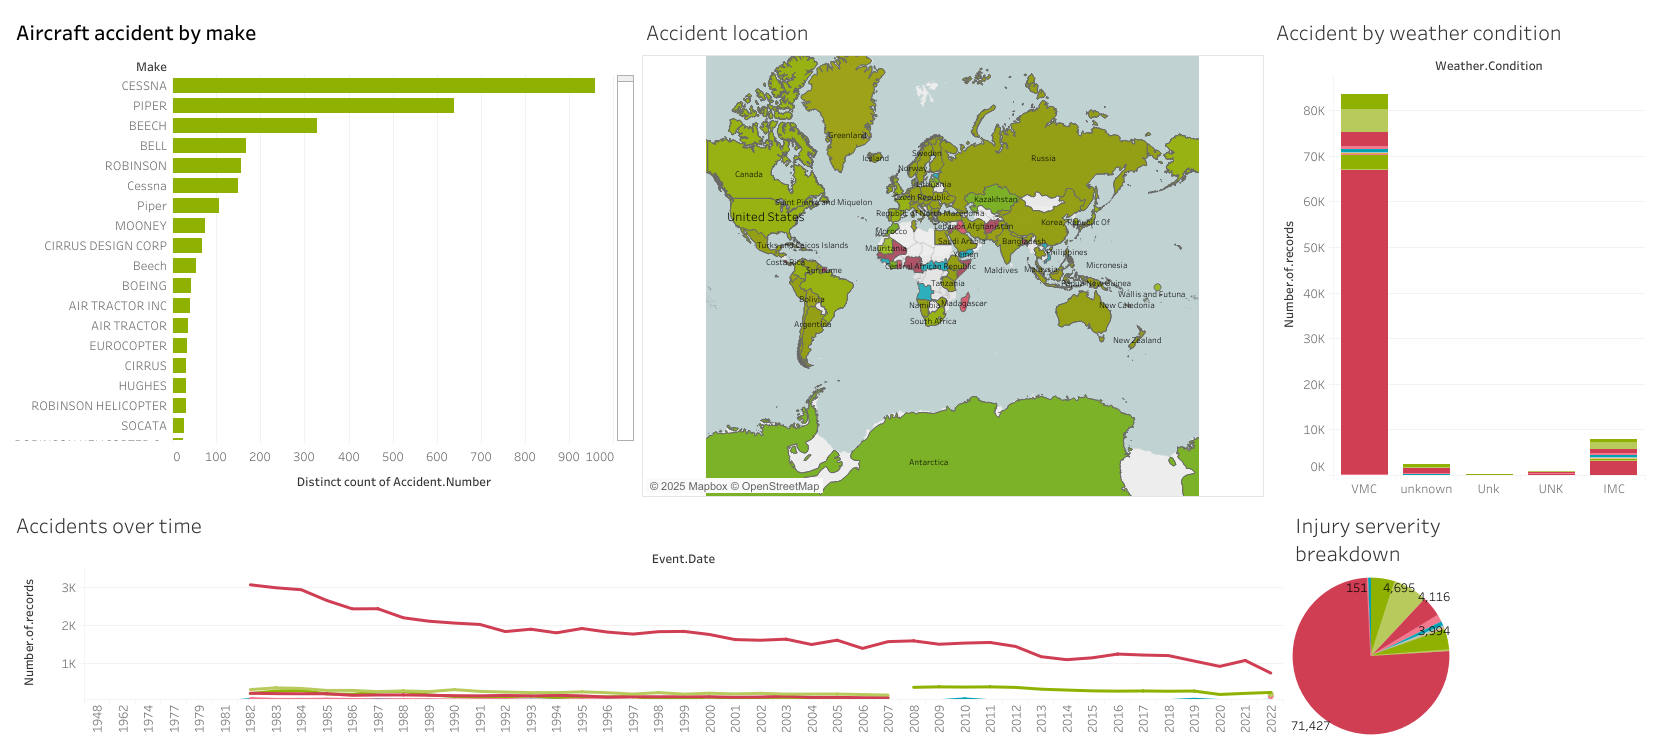 Aircraft accident by make
Make
CESSNA
PIPER
BEECH
BELL
ROBINSON
Cessna
Piper
MOONEY
CIRRUS DESIGN CORP
Beech
BOEING
AIR TRACTOR INC
AIR TRACTOR
EUROCOPTER
CIRRUS
HUGHES
ROBINSON HELICOPTER
SOCATA
0 100 200 300 400 500 600 700 800 900 1000
Distinct count of Accident.Number
Accident location
Greenland
Iceland
Sweden
Norway
Russia
Canada
Lithuania
Czech Republic
Kazakhstan
Saint Pierre and Miquelon
United States
Republic of North Macedonia
Korea, Republic Of
Morocco
Lebanon
Afghanistan
Turks and Caicos Islands
Mauritania
Saudi Arabia
Bangladesh
Yemen
Philippines
Costa Rica
Suriname
Central African Republic
Maldives
Malaysia
Micronesia
Tanzania
Papua New Guinea
Wallis and Futuna
Bolivia
Namibia
Madagascar
New Caledonia
Argentina
South Africa
New Zealand
Antarctica
© 2025 Mapbox © OpenStreetMap
Accident by weather condition
Weather.Condition
Number.of.records
80K
70K
60K
50K
40K
30K
20K
10K
0K
VMC unknown Unk UNK IMC
Accidents over time
Event.Date
Number.of.records
3K
2K
1K
1948 1962 1974 1977 1979 1981 1982 1983 1984 1985 1986 1987 1988 1989 1990 1991 1992 1993 1994 1995 1996 1997 1998 1999 2000 2001 2002 2003 2004 2005 2006 2007 2008 2009 2010 2011 2012 2013 2014 2015 2016 2017 2018 2019 2020 2021 2022
Injury serverity
breakdown
151
4,695
4,116
3,994
71,427